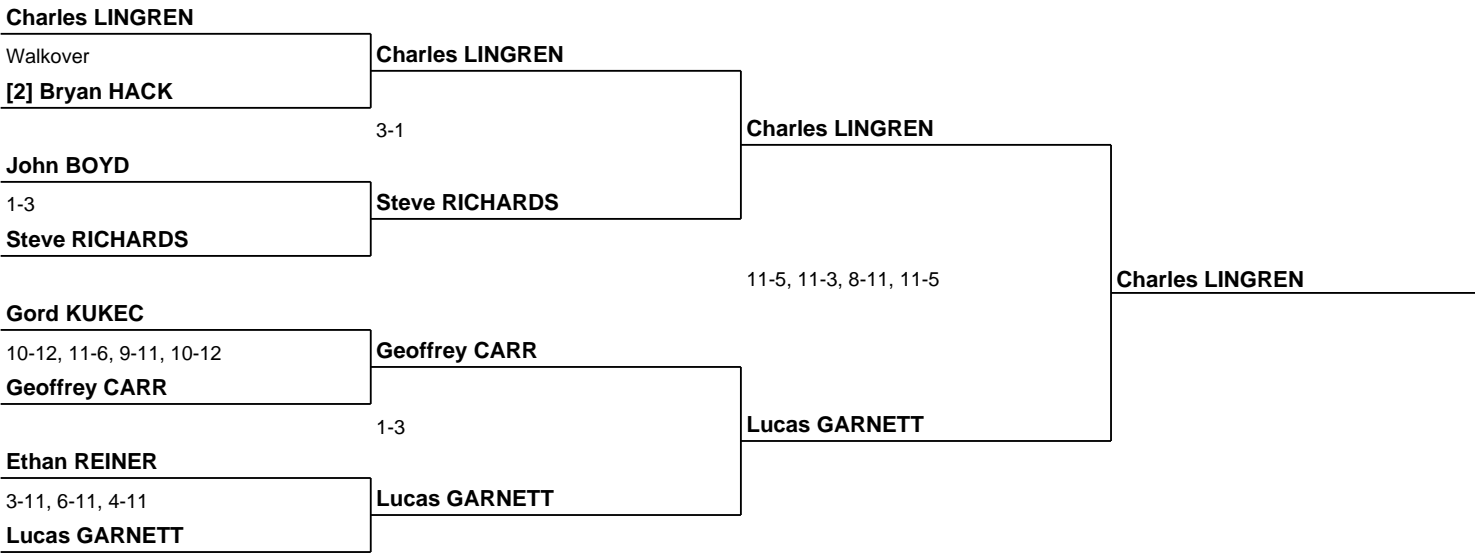 Charles LINGREN
Walkover
Charles LINGREN
[2] Bryan HACK
3-1
Charles LINGREN
John BOYD
1-3
Steve RICHARDS
Steve RICHARDS
11-5, 11-3, 8-11, 11-5
Charles LINGREN
Gord KUKEC
10-12, 11-6, 9-11, 10-12
Geoffrey CARR
Geoffrey CARR
1-3
Lucas GARNETT
Ethan REINER
3-11, 6-11, 4-11
Lucas GARNETT
Lucas GARNETT